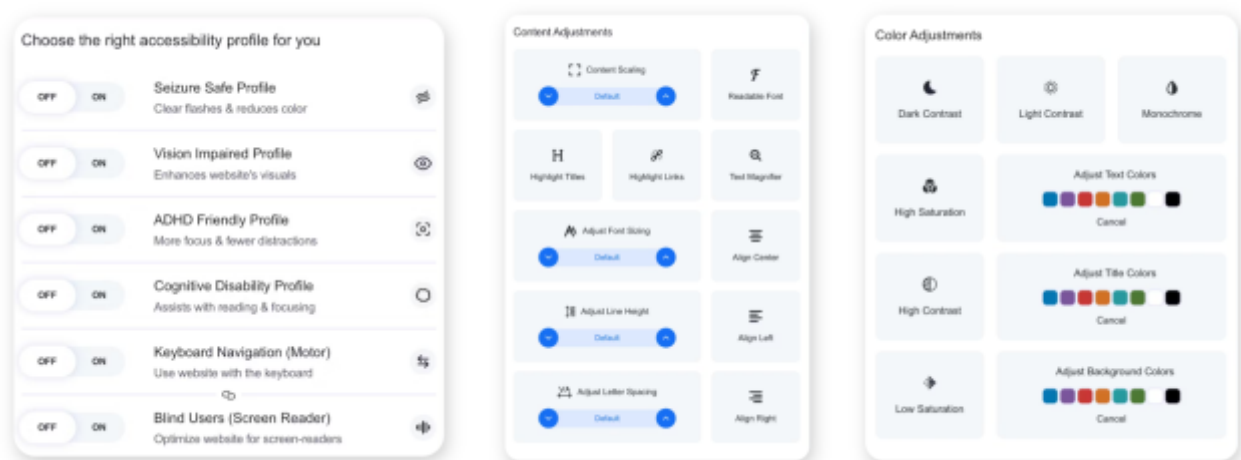 Choose the right accessibility profile for you
OFF ON Seizure Safe Profile
Clear flashes & reduces color
OFF ON Vision Impaired Profile
Enhances website's visuals
OFF ON ADHD Friendly Profile
More focus & fewer distractions
OFF ON Cognitive Disability Profile
Assists with reading & focusing
OFF ON Keyboard Navigation (Motor)
Use website with the keyboard
OFF ON Blind Users (Screen Reader)
Optimize website for screen-readers
Content Adjustments
Content Scaling
Default
Readable Font
Highlight Titles
Highlight Links
Text Magnifier
Adjust Font Sizing
Default
Align Center
Adjust Line Height
Default
Align Left
Adjust Letter Spacing
Default
Align Right
Color Adjustments
Dark Contrast
Light Contrast
Monochrome
High Saturation
Adjust Text Colors
Cancel
High Contrast
Adjust Title Colors
Cancel
Low Saturation
Adjust Background Colors
Cancel